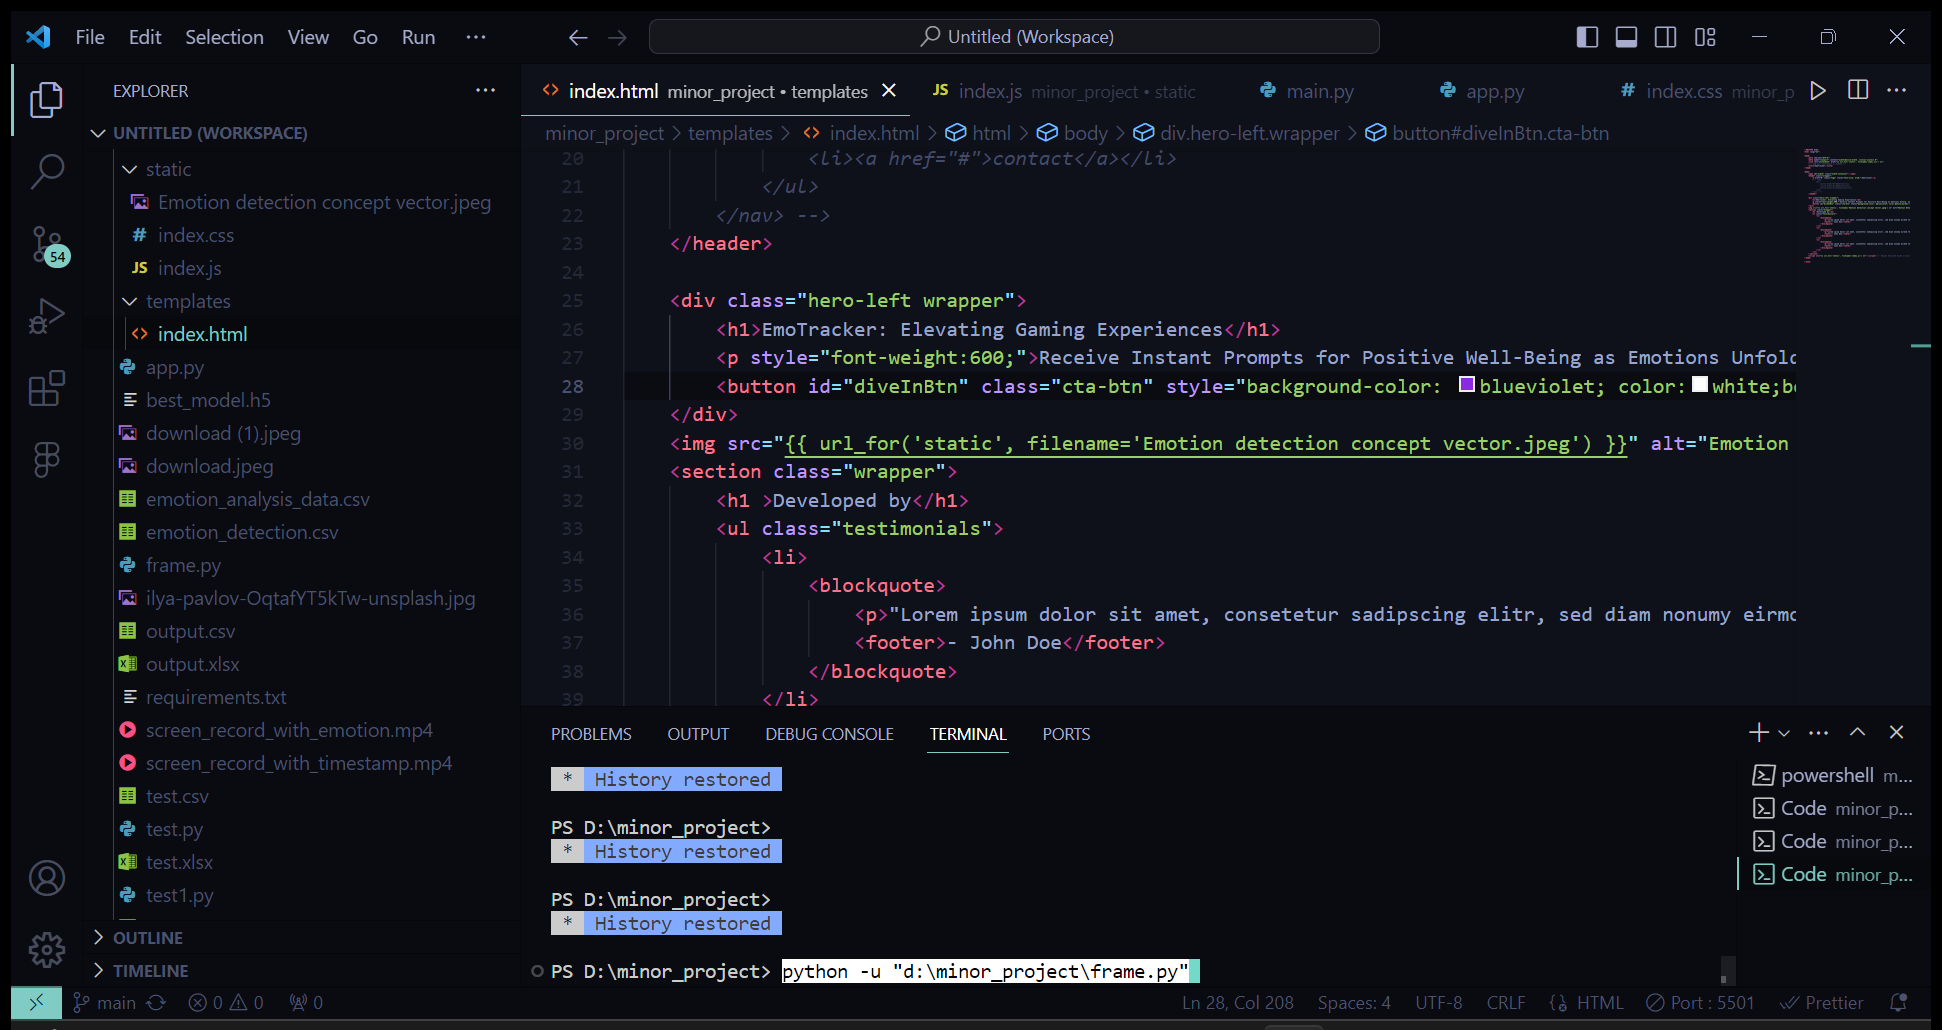 File Edit Selection View Go Run ···
Untitled (Workspace)
EXPLORER
UNTITLED (WORKSPACE)
static
Emotion detection concept vector.jpeg
# index.css
JS index.js
templates
<> index.html
app.py
best_model.h5
download (1).jpeg
download.jpeg
emotion_analysis_data.csv
emotion_detection.csv
frame.py
ilya-pavlov-OqtafYT5kTw-unsplash.jpg
output.csv
output.xlsx
requirements.txt
screen_record_with_emotion.mp4
screen_record_with_timestamp.mp4
test.csv
test.py
test.xlsx
test1.py
OUTLINE
TIMELINE
54
<> index.html minor_project • templates
JS index.js minor_project • static
main.py
app.py
# index.css minor_p
minor_project > templates > <> index.html > html > body > div.hero-left.wrapper > button#diveInBtn.cta-btn
20 <li><a href="#">contact</a></li>
21 </ul>
22 </nav> -->
23 </header>
24
25 <div class="hero-left wrapper">
26 <h1>EmoTracker: Elevating Gaming Experiences</h1>
27 <p style="font-weight:600;">Receive Instant Prompts for Positive Well-Being as Emotions Unfol
28 <button id="diveInBtn" class="cta-btn" style="background-color: blueviolet; color: white;bo
29 </div>
30 <img src="{{ url_for('static', filename='Emotion detection concept vector.jpeg') }}" alt="Emotion
31 <section class="wrapper">
32 <h1 >Developed by</h1>
33 <ul class="testimonials">
34 <li>
35 <blockquote>
36 <p>"Lorem ipsum dolor sit amet, consetetur sadipscing elitr, sed diam nonumy eirmo
37 <footer>- John Doe</footer>
38 </blockquote>
39 </li>
PROBLEMS OUTPUT DEBUG CONSOLE TERMINAL PORTS
* History restored
PS D:\minor_project>
* History restored
PS D:\minor_project>
* History restored
PS D:\minor_project> python -u "d:\minor_project\frame.py"
powershell m...
Code minor_p...
Code minor_p...
Code minor_p...
main 0 0 0
Ln 28, Col 208 Spaces: 4 UTF-8 CRLF {} HTML Port : 5501 Prettier